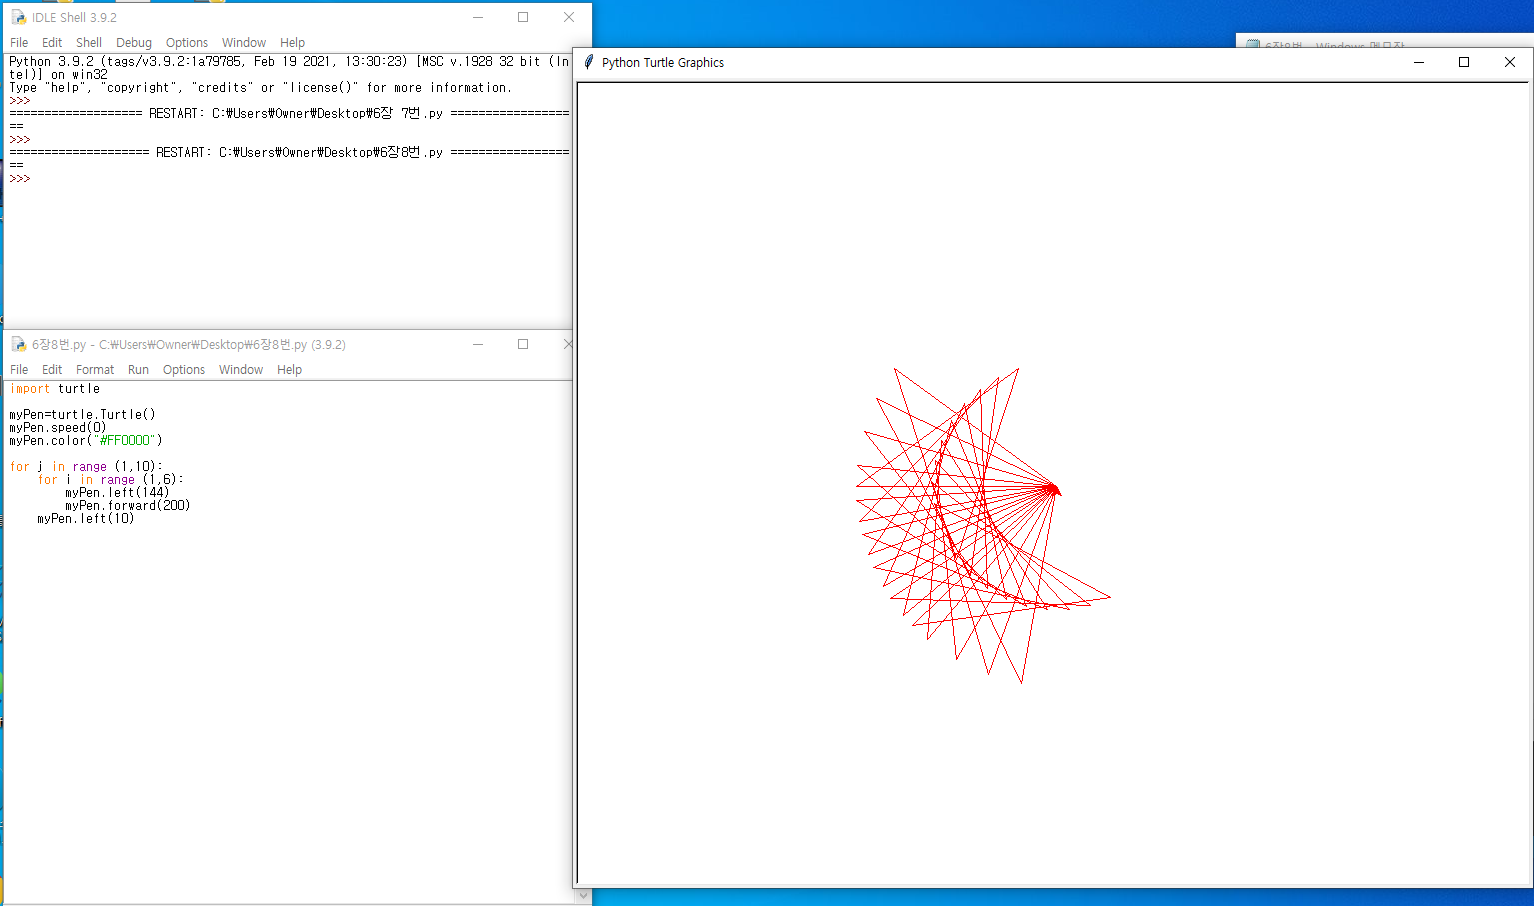 IDLE Shell 3.9.2
File Edit Shell Debug Options Window Help
Python 3.9.2 (tags/v3.9.2:1a79785, Feb 19 2021, 13:30:23) [MSC v.1928 32 bit (In
tel)] on win32
Type "help", "copyright", "credits" or "license()" for more information.
>>>
=================== RESTART: C:₩Users₩Owner₩Desktop₩6장 7번.py =================
==
>>>
==================== RESTART: C:₩Users₩Owner₩Desktop₩6장8번.py =================
==
>>>
6장8번.py - C:₩Users₩Owner₩Desktop₩6장8번.py (3.9.2)
File Edit Format Run Options Window Help
import turtle
myPen=turtle.Turtle()
myPen.speed(0)
myPen.color("#FF0000")
for j in range (1,10):
    for i in range (1,6):
        myPen.left(144)
        myPen.forward(200)
    myPen.left(10)
Windows 메모장
Python Turtle Graphics